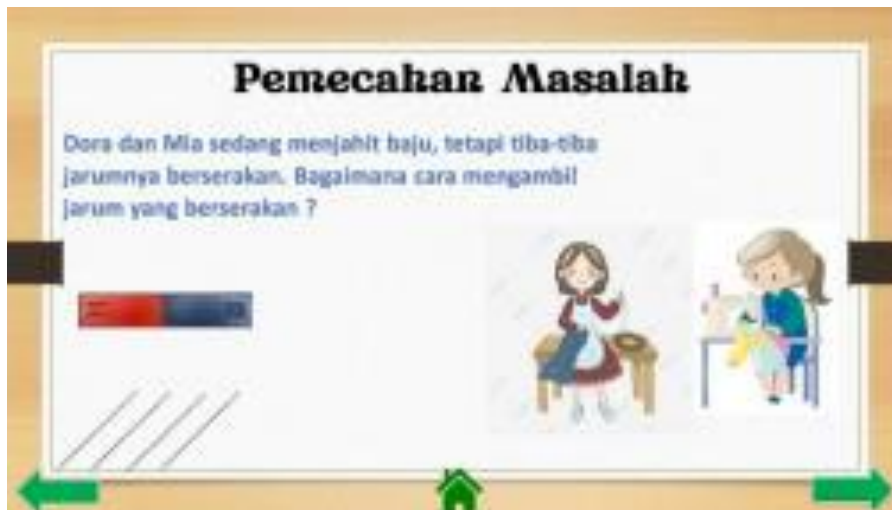 Pemecahan Masalah
Dora dan Mia sedang menjahit baju, tetapi tiba-tiba
jarumnya berserakan. Bagaimana cara mengambil
jarum yang berserakan ?